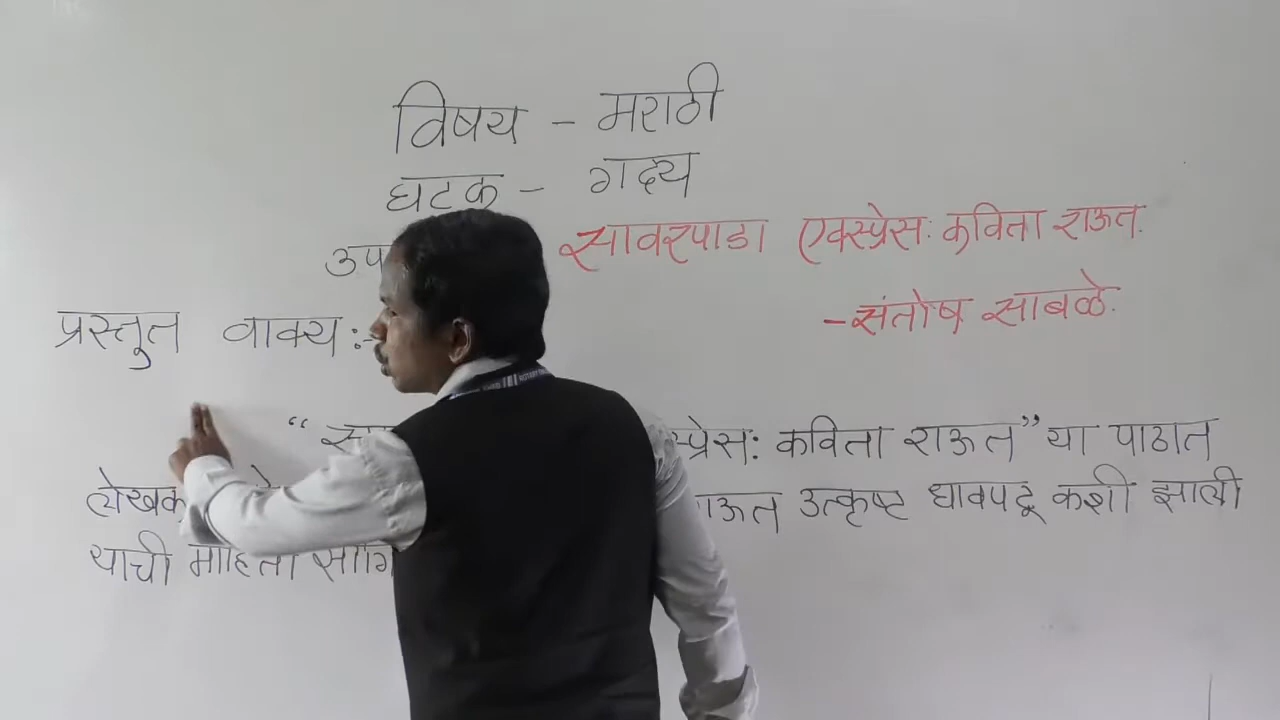 विषय - मराठी
घटक - गद्य
उप सावरपाडा एक्स्प्रेस: कविता राऊत.
- संतोष साबळे.
प्रस्तुत वाक्य:-
“ कविता राऊत” या पाठात
लेखक राऊत उत्कृष्ट धावपटू कशी झाली
याची माहिती